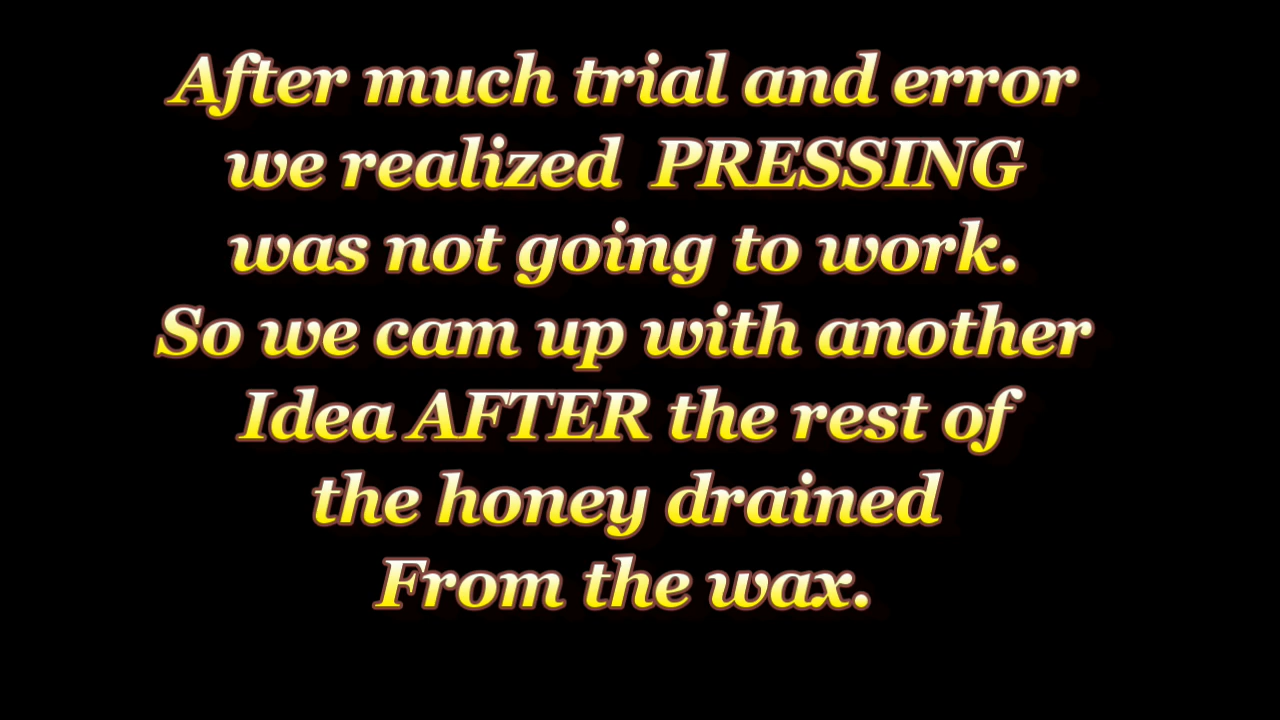 After much trial and error
we realized  PRESSING
was not going to work.
So we cam up with another
Idea AFTER the rest of
the honey drained
From the wax.